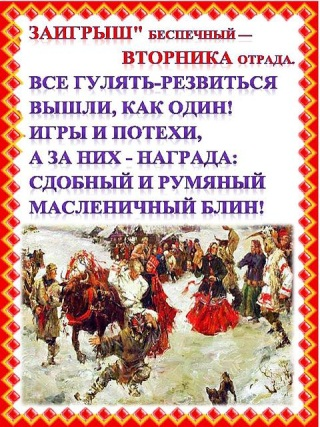 ЗАИГРЫШ" БЕСПЕЧНЫЙ —
ВТОРНИКА ОТРАДА.
ВСЕ ГУЛЯТЬ-РЕЗВИТЬСЯ
ВЫШЛИ, КАК ОДИН!
ИГРЫ И ПОТЕХИ,
А ЗА НИХ - НАГРАДА:
СДОБНЫЙ И РУМЯНЫЙ
МАСЛЕНИЧНЫЙ БЛИН!